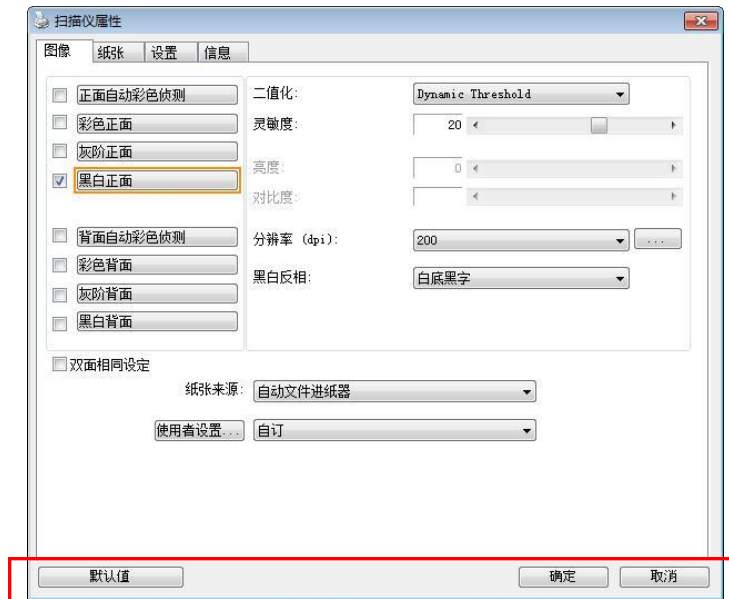 扫描仪属性
图像 纸张 设置 信息
正面自动彩色侦测
彩色正面
灰阶正面
黑白正面
背面自动彩色侦测
彩色背面
灰阶背面
黑白背面
二值化: Dynamic Threshold
灵敏度: 20
亮度: 0
对比度:
分辨率 (dpi): 200 ...
黑白反相: 白底黑字
双面相同设定
纸张来源: 自动文件进纸器
使用者设置... 自订
默认值 确定 取消